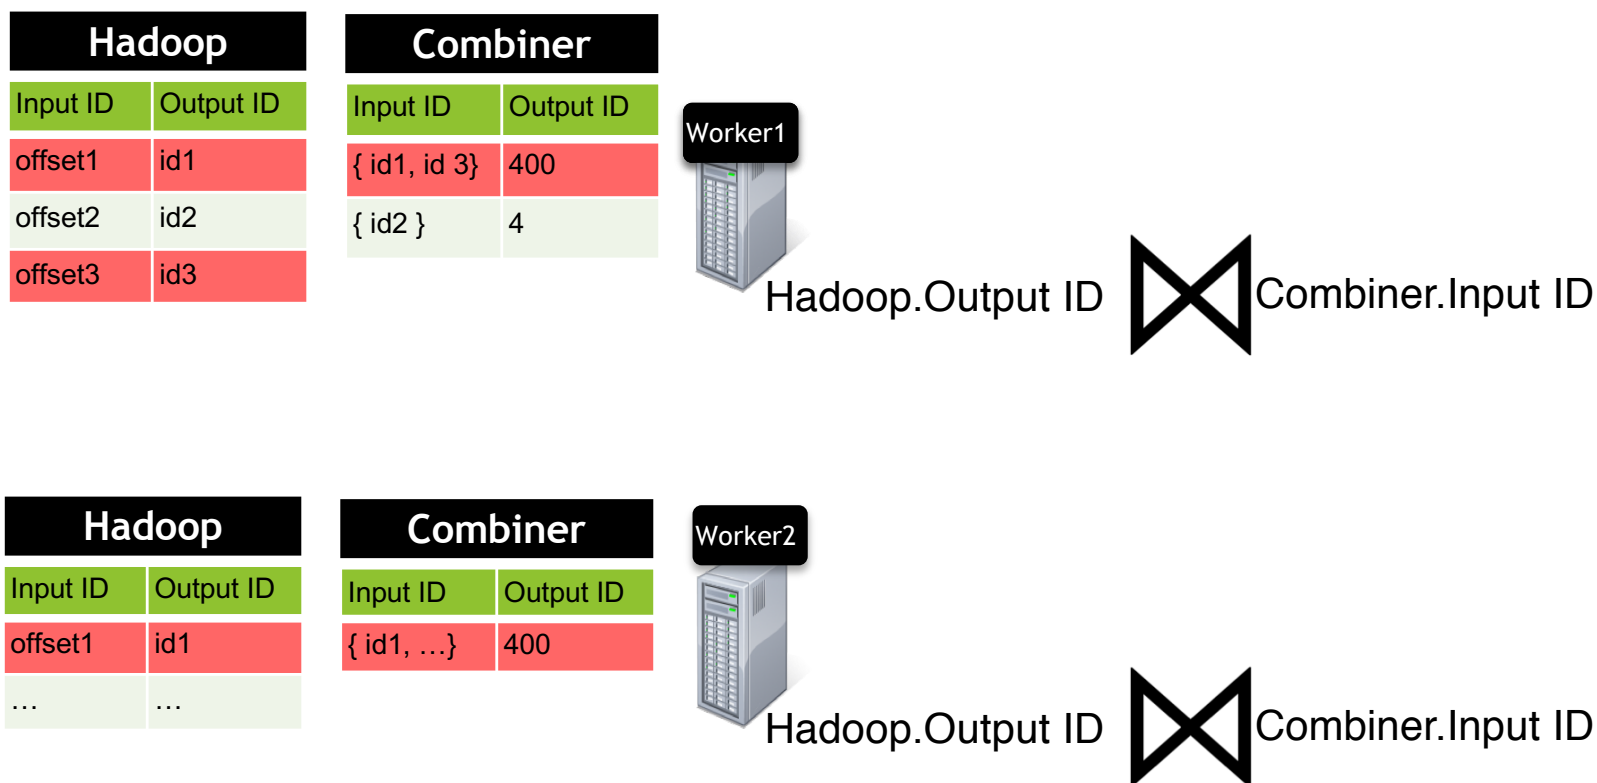 Hadoop
Input ID Output ID
offset1 id1
offset2 id2
offset3 id3
Combiner
Input ID Output ID
{ id1, id 3} 400
{ id2 } 4
Worker1
Hadoop.Output ID Combiner.Input ID
Hadoop
Input ID Output ID
offset1 id1
… …
Combiner
Input ID Output ID
{ id1, …} 400
Worker2
Hadoop.Output ID Combiner.Input ID